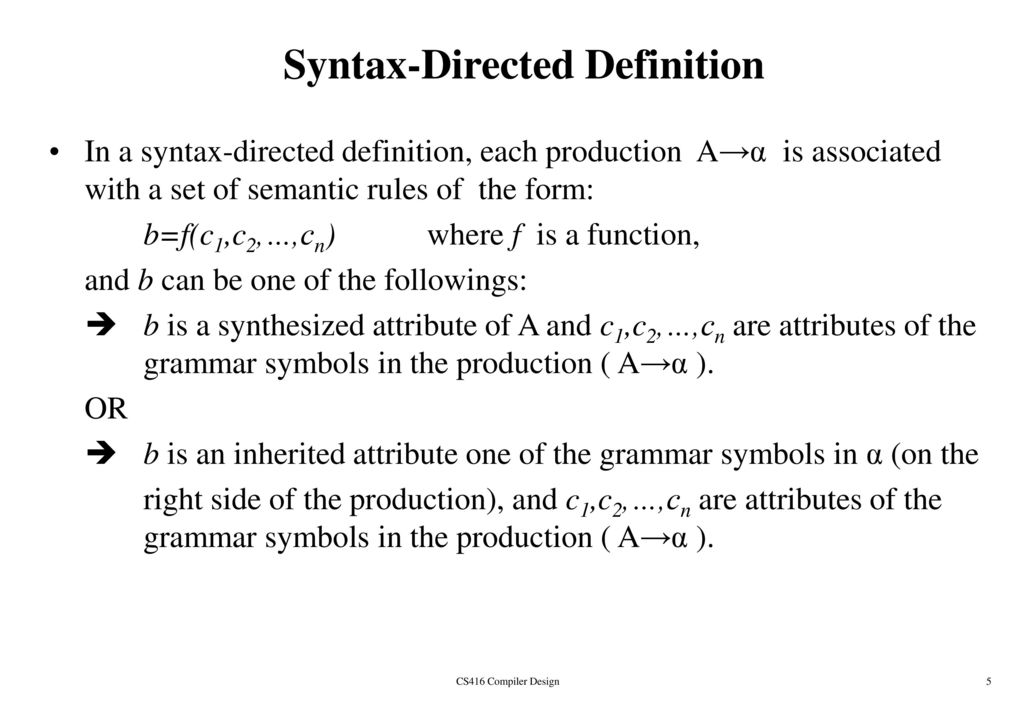 Syntax-Directed Definition
• In a syntax-directed definition, each production A→α is associated
with a set of semantic rules of the form:
b=f(c1,c2,…,cn) where f is a function,
and b can be one of the followings:
➔ b is a synthesized attribute of A and c1,c2,…,cn are attributes of the
grammar symbols in the production ( A→α ).
OR
➔ b is an inherited attribute one of the grammar symbols in α (on the
right side of the production), and c1,c2,…,cn are attributes of the
grammar symbols in the production ( A→α ).
CS416 Compiler Design 5